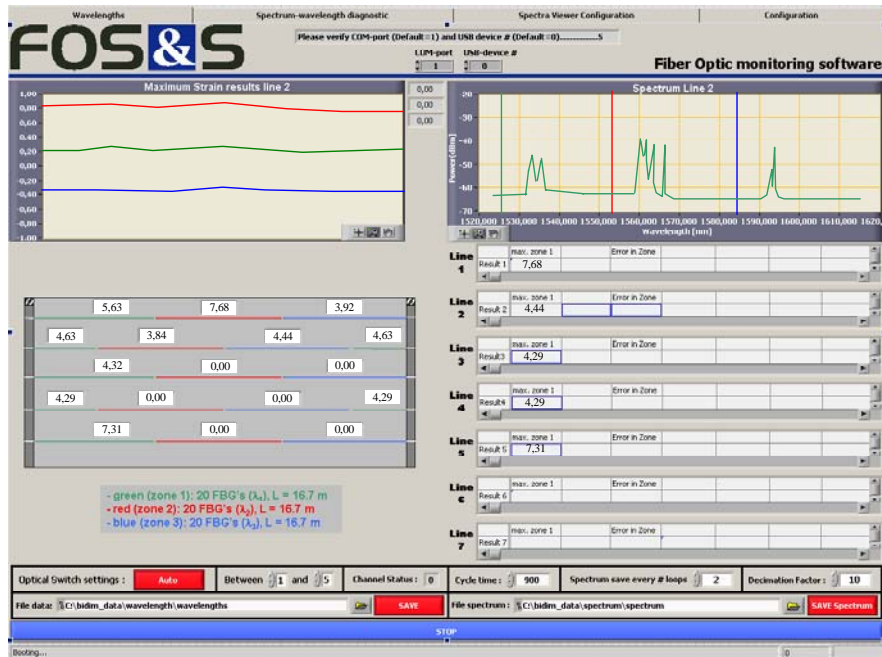 Wavelengths Spectrum-wavelength diagnostic Spectra Viewer Configuration Configuration
FOS&S
Please verify COM-port (Default=1) and USB device # (Default=0)..............5
COM-port USB-device #
1 0
Fiber Optic monitoring software
Maximum Strain results line 2
1,00
0,80
0,60
0,40
0,20
0,00
-0,20
-0,40
-0,60
-0,80
-1,00
0,00
0,00
0,00
Spectrum Line 2
Power[dBm]
-20
-30
-40
-50
-60
-70
1520,000 1530,000 1540,000 1550,000 1560,000 1570,000 1580,000 1590,000 1600,000 1610,000 1620,
Wavelength [nm]
5,63 7,68 3,92
4,63 3,84 4,44 4,63
4,32 0,00 0,00
4,29 0,00 0,00 4,29
7,31 0,00 0,00
- green (zone 1): 20 FBG's (λ₁), L = 16.7 m
- red (zone 2): 20 FBG's (λ₂), L = 16.7 m
- blue (zone 3): 20 FBG's (λ₃), L = 16.7 m
Line 1
max. zone 1 Error in Zone
Result 1 7,68
Line 2
max. zone 1 Error in Zone
Result 2 4,44
Line 3
max. zone 1 Error in Zone
Result3 4,29
Line 4
max. zone 1 Error in Zone
Result4 4,29
Line 5
max. zone 1 Error in Zone
Result 5 7,31
Line 6
max. zone 1 Error in Zone
Result 6
Line 7
max. zone 1 Error in Zone
Result 7
Optical Switch settings : Auto Between 1 and 5 Channel Status : 0 Cycle time : 900 Spectrum save every # loops 2 Decimation Factor : 10
File data: C:\bidim_data\wavelength\wavelengths SAVE File spectrum : C:\bidim_data\spectrum\spectrum SAVE Spectrum
STOP
Booting... 0